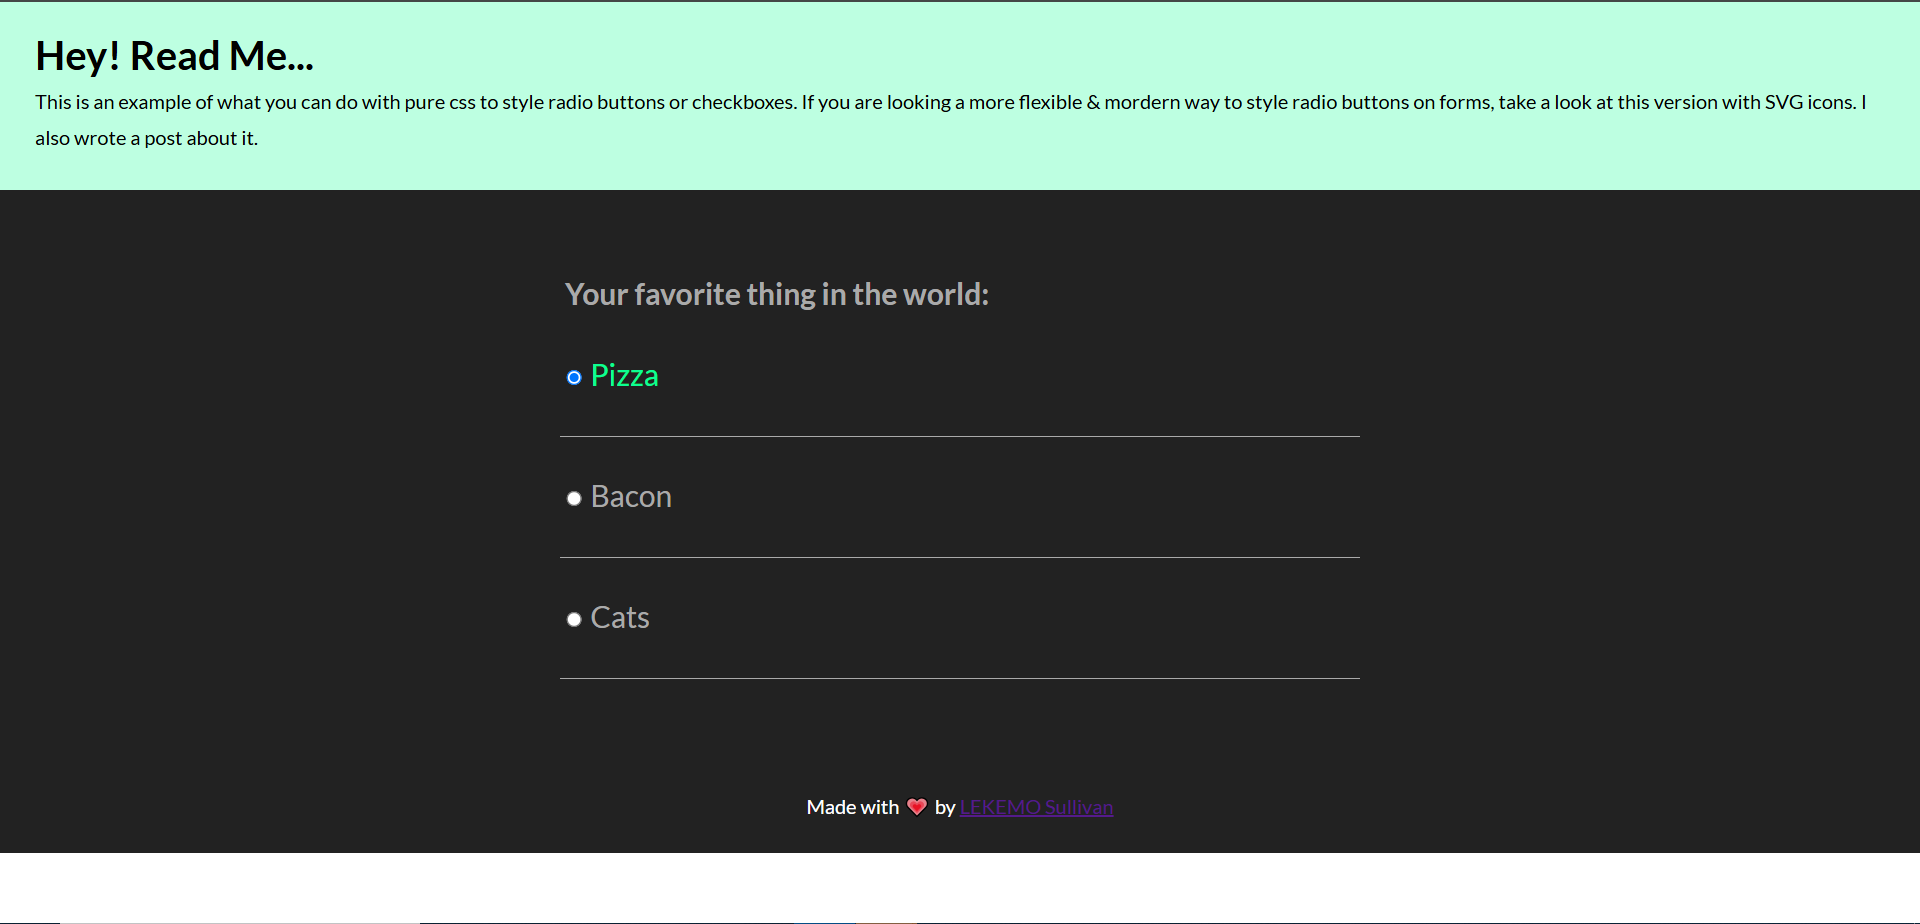 Hey! Read Me...
This is an example of what you can do with pure css to style radio buttons or checkboxes. If you are looking a more flexible & mordern way to style radio buttons on forms, take a look at this version with SVG icons. I
also wrote a post about it.
Your favorite thing in the world:
Pizza
Bacon
Cats
Made with 💗 by LEKEMO Sullivan